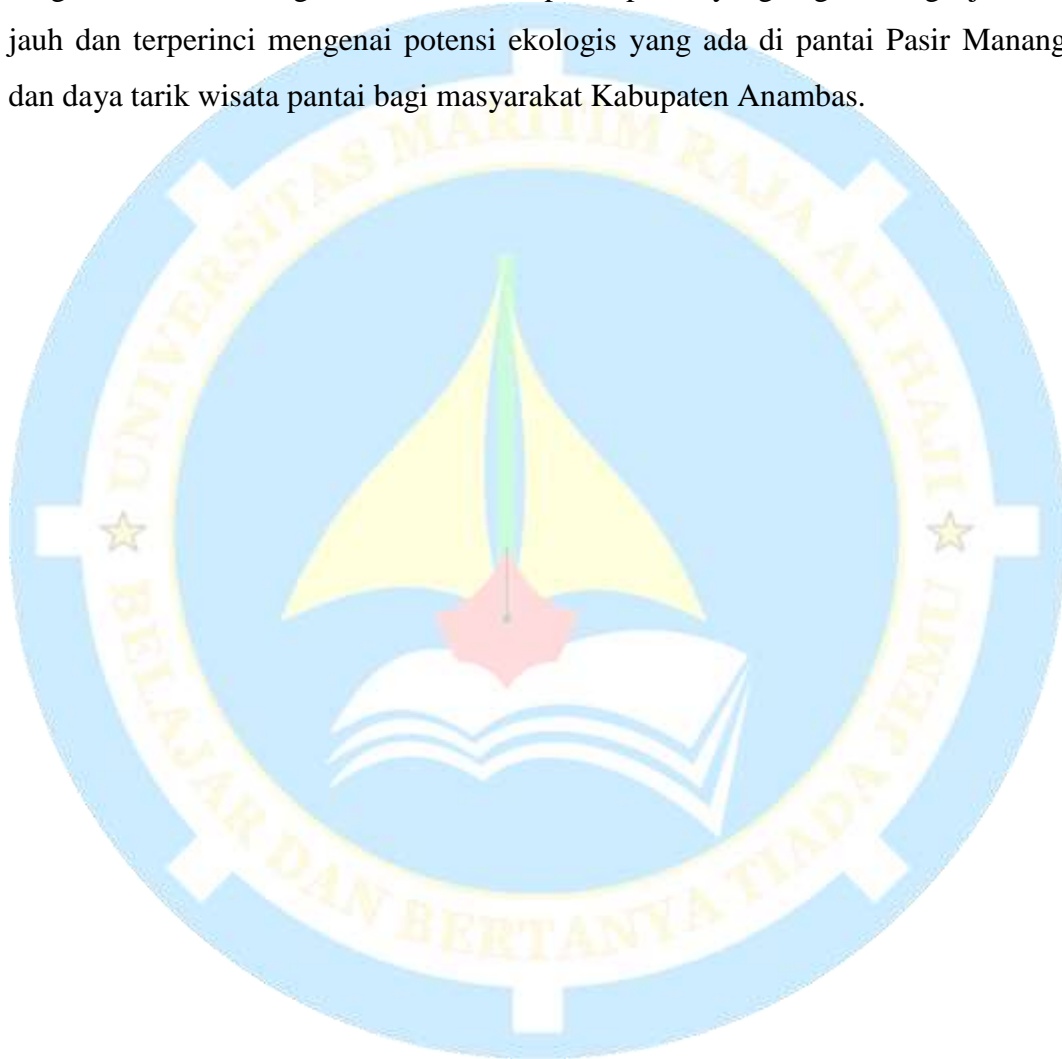 jauh dan terperinci mengenai potensi ekologis yang ada di pantai Pasir Manang
dan daya tarik wisata pantai bagi masyarakat Kabupaten Anambas.
UNIVERSITAS MARITIM RAJA ALI HAJI
BELAJAR DAN BERTANYA TIADA JEMU